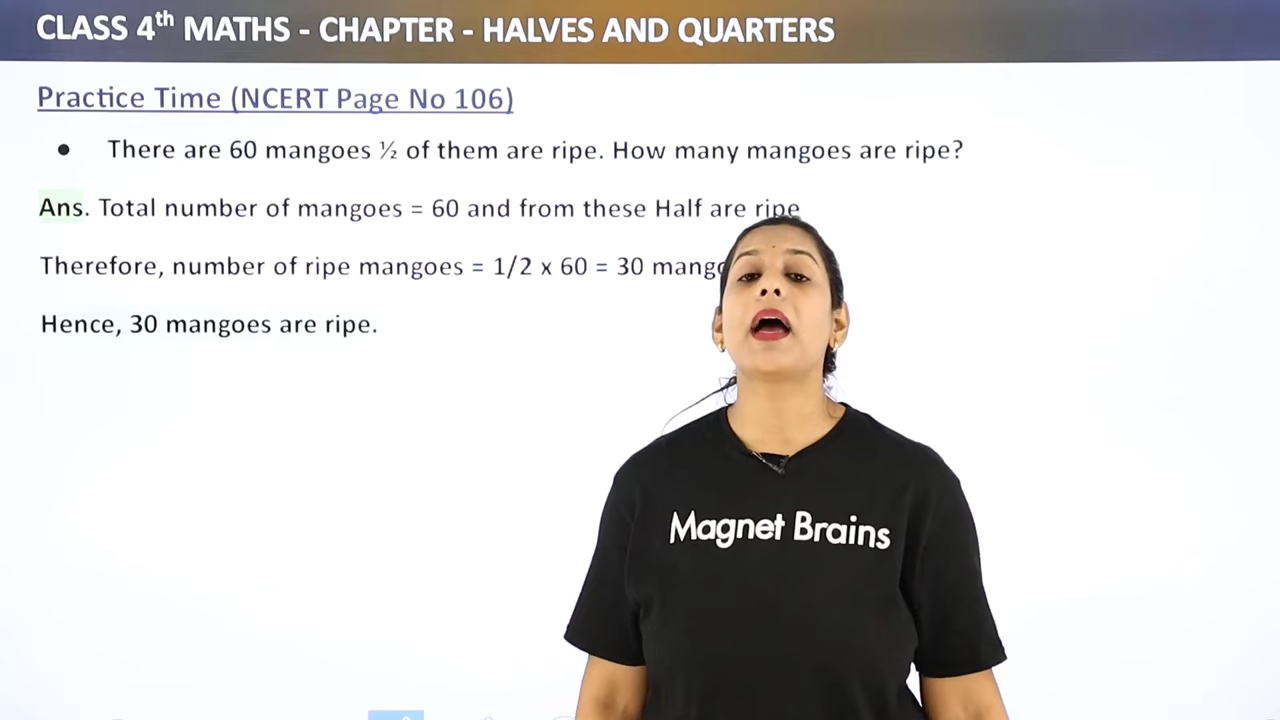 CLASS 4th MATHS - CHAPTER - HALVES AND QUARTERS
Practice Time (NCERT Page No 106)
• There are 60 mangoes ½ of them are ripe. How many mangoes are ripe?
Ans. Total number of mangoes = 60 and from these Half are ripe
Therefore, number of ripe mangoes = 1/2 x 60 = 30
Hence, 30 mangoes are ripe.
Magnet Brains